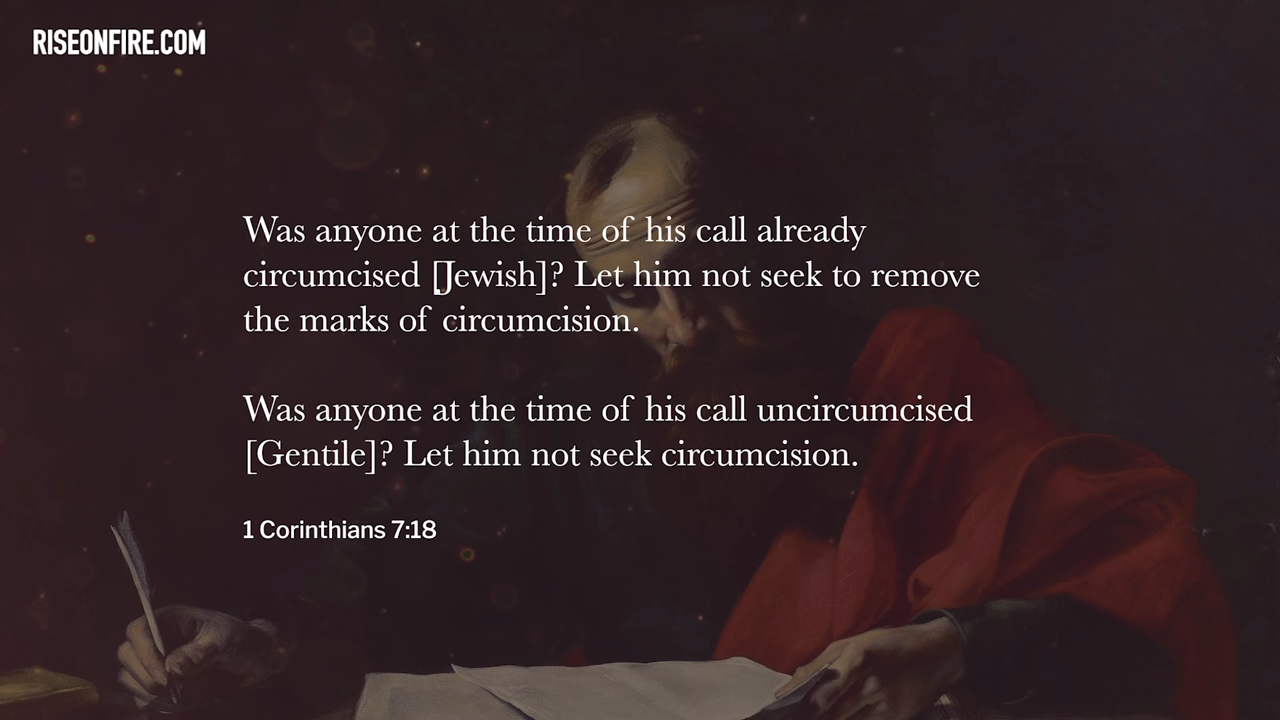 RISEONFIRE.COM
Was anyone at the time of his call already
circumcised [Jewish]? Let him not seek to remove
the marks of circumcision.
Was anyone at the time of his call uncircumcised
[Gentile]? Let him not seek circumcision.
1 Corinthians 7:18